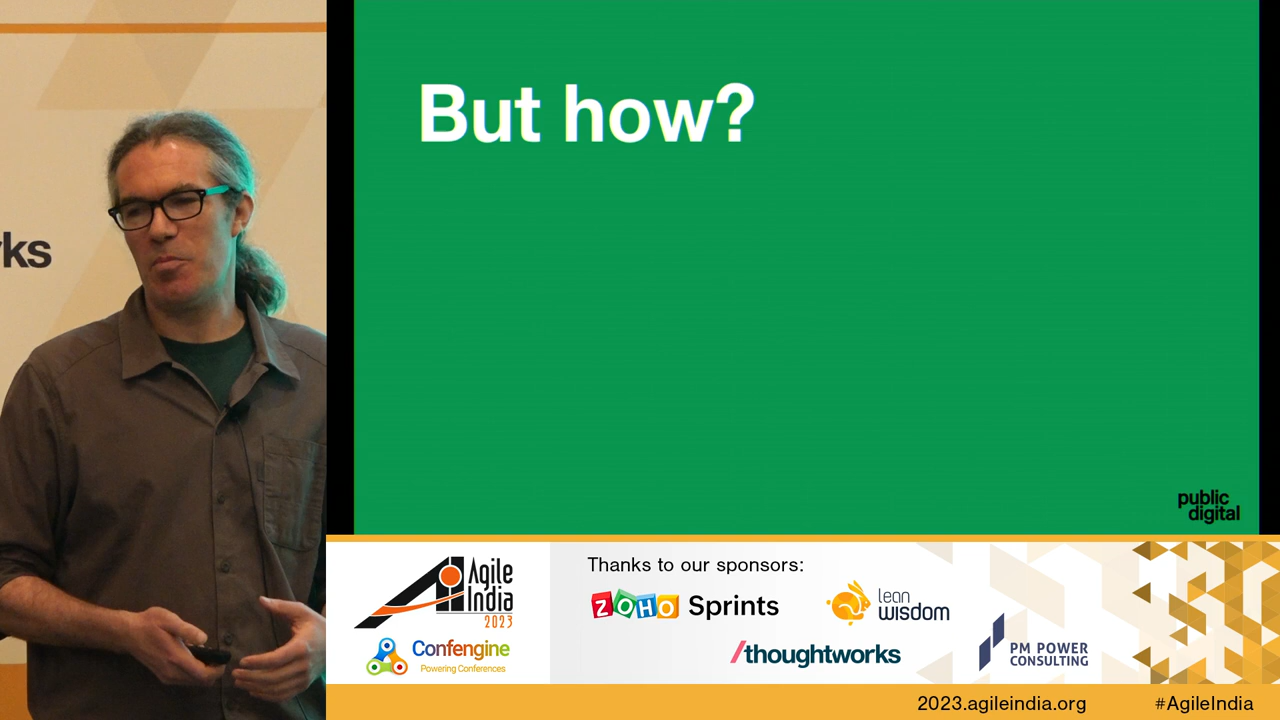 ks
But how?
public
digital
Agile
India
2023
Confengine
Powering Conferences
Thanks to our sponsors:
ZOHO Sprints
lean
wisdom
/thoughtworks
PM POWER
CONSULTING
2023.agileindia.org
#AgileIndia